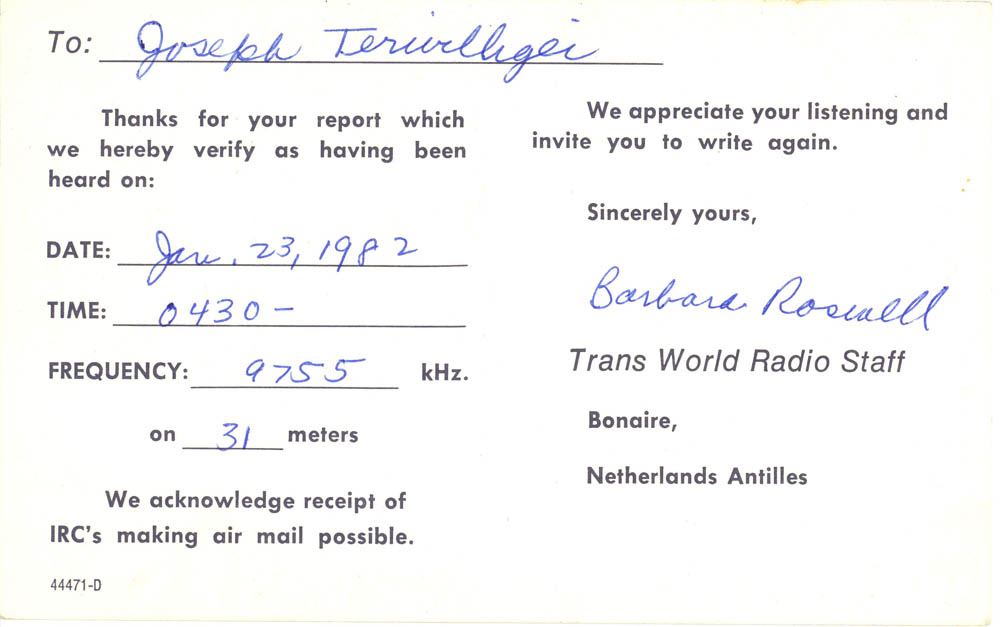 To: Joseph Terwilliger
Thanks for your report which
we hereby verify as having been
heard on:
DATE: Jan. 23, 1982
TIME: 0430 –
FREQUENCY: 9755 kHz.
on 31 meters
We acknowledge receipt of
IRC's making air mail possible.
44471-D
We appreciate your listening and
invite you to write again.
Sincerely yours,
Barbara Roswell
Trans World Radio Staff
Bonaire,
Netherlands Antilles